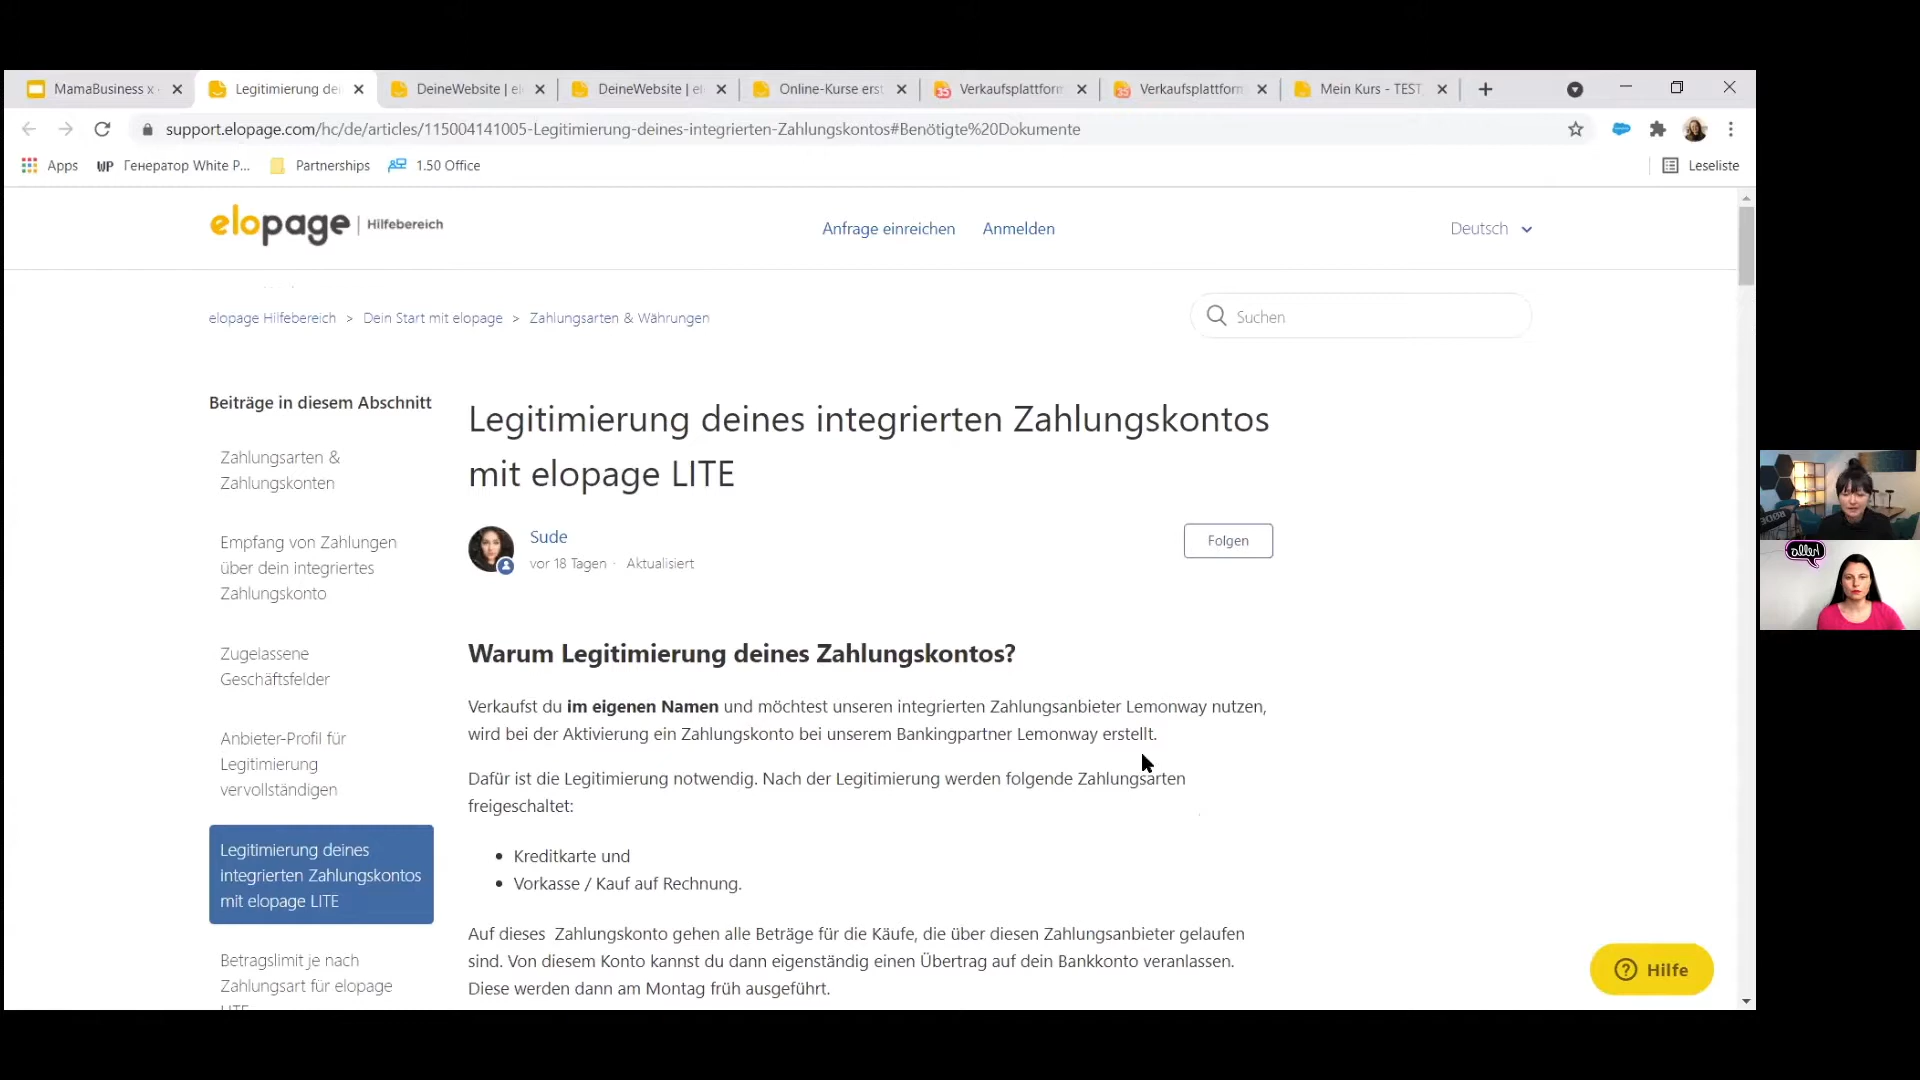 MamaBusiness x
Legitimierung de
DeineWebsite | el
DeineWebsite | el
Online-Kurse erst
Verkaufsplattform
Verkaufsplattform
Mein Kurs - TEST
support.elopage.com/hc/de/articles/115004141005-Legitimierung-deines-integrierten-Zahlungskontos#Benötigte%20Dokumente
Apps
WP Генератор White P...
Partnerships
1.50 Office
Leseliste
elopage | Hilfebereich
Anfrage einreichen
Anmelden
Deutsch
elopage Hilfebereich > Dein Start mit elopage > Zahlungsarten & Währungen
Suchen
Beiträge in diesem Abschnitt
Zahlungsarten &
Zahlungskonten
Empfang von Zahlungen
über dein integriertes
Zahlungskonto
Zugelassene
Geschäftsfelder
Anbieter-Profil für
Legitimierung
vervollständigen
Legitimierung deines
integrierten Zahlungskontos
mit elopage LITE
Betragslimit je nach
Zahlungsart für elopage
LITE
Legitimierung deines integrierten Zahlungskontos
mit elopage LITE
Sude
vor 18 Tagen · Aktualisiert
Folgen
Warum Legitimierung deines Zahlungskontos?
Verkaufst du im eigenen Namen und möchtest unseren integrierten Zahlungsanbieter Lemonway nutzen,
wird bei der Aktivierung ein Zahlungskonto bei unserem Bankingpartner Lemonway erstellt.
Dafür ist die Legitimierung notwendig. Nach der Legitimierung werden folgende Zahlungsarten
freigeschaltet:
• Kreditkarte und
• Vorkasse / Kauf auf Rechnung.
Auf dieses Zahlungskonto gehen alle Beträge für die Käufe, die über diesen Zahlungsanbieter gelaufen
sind. Von diesem Konto kannst du dann eigenständig einen Übertrag auf dein Bankkonto veranlassen.
Diese werden dann am Montag früh ausgeführt.
Hilfe
RØDE
aller!